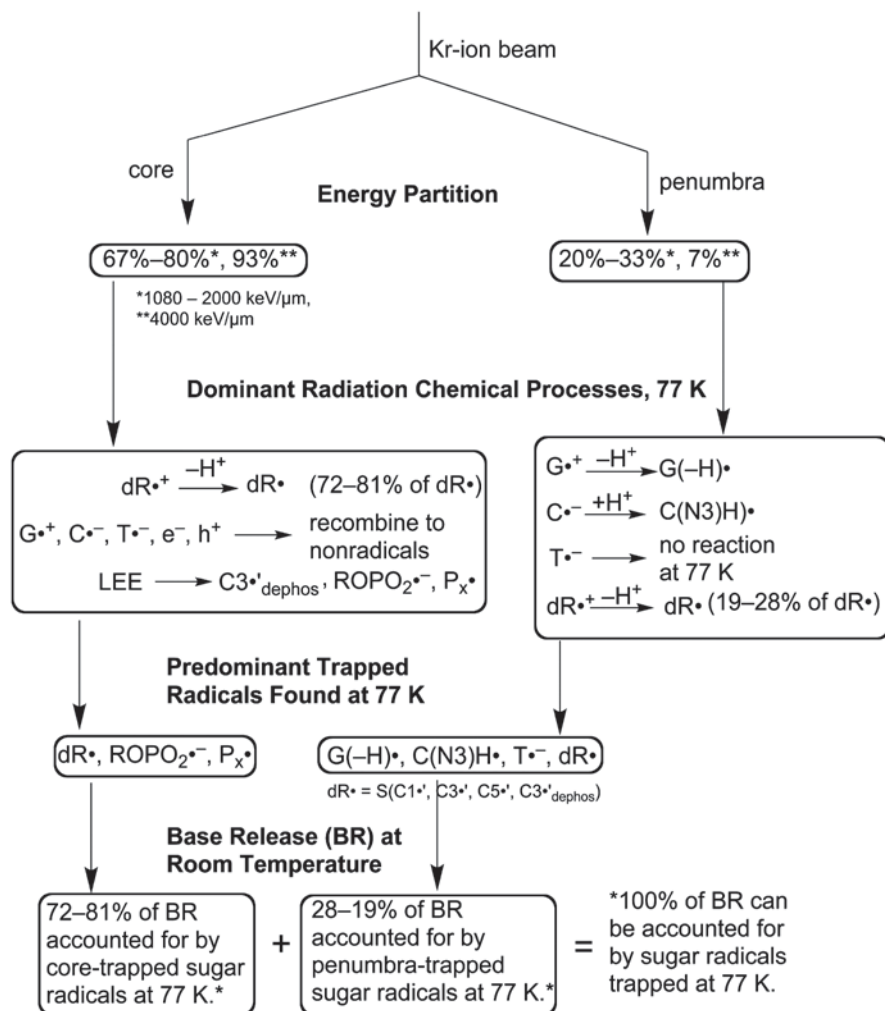 Kr-ion beam
core
penumbra
Energy Partition
67%–80%*, 93%**
20%–33%*, 7%**
*1080 – 2000 keV/μm,
**4000 keV/μm
Dominant Radiation Chemical Processes, 77 K
dR•⁺ –H⁺ dR• (72–81% of dR•)
G•⁺, C•⁻, T•⁻, e⁻, h⁺ recombine to
nonradicals
LEE C3•'dephos, ROPO₂•⁻, Pₓ•
G•⁺ –H⁺ G(–H)•
C•⁻ +H⁺ C(N3)H)•
T•⁻ no reaction
at 77 K
dR•⁺ –H⁺ dR• (19–28% of dR•)
Predominant Trapped
Radicals Found at 77 K
dR•, ROPO₂•⁻, Pₓ•
G(–H)•, C(N3)H•, T•⁻, dR•
dR• = S(C1•', C3•', C5•', C3•'dephos)
Base Release (BR) at
Room Temperature
72–81% of BR
accounted for by
core-trapped sugar
radicals at 77 K.*
+
28–19% of BR
accounted for by
penumbra-trapped
sugar radicals at 77 K.*
=
*100% of BR can
be accounted for
by sugar radicals
trapped at 77 K.